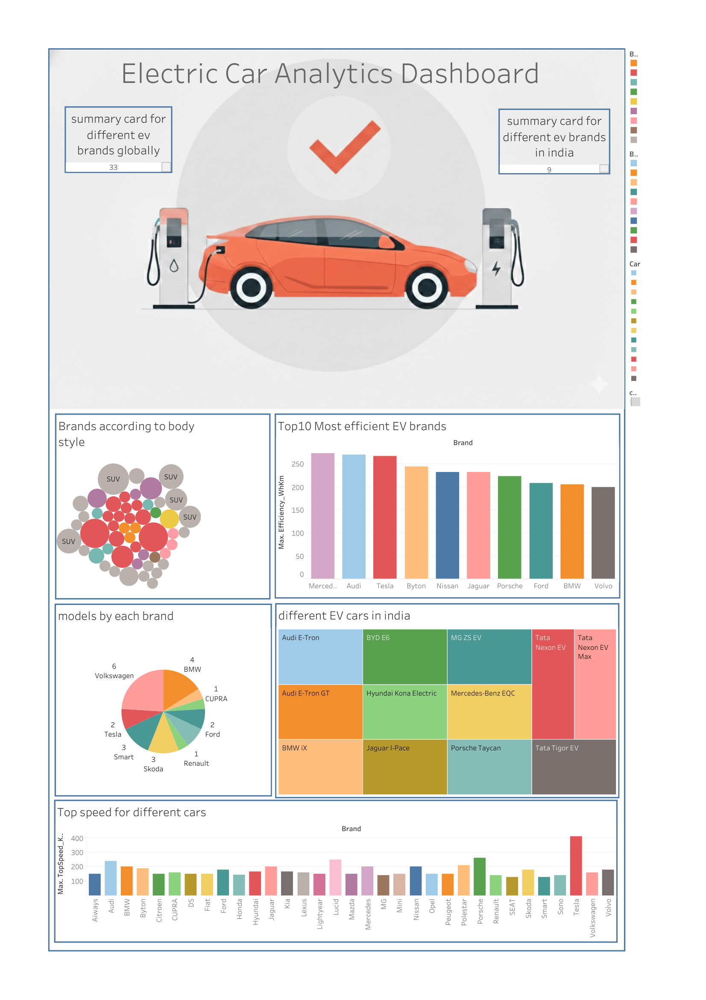 Electric Car Analytics Dashboard
summary card for
different ev
brands globally
33
summary card for
different ev brands
in india
9
B..
B..
Car
c..
Brands according to body
style
SUV
SUV
SUV
SUV
SUV
Top10 Most efficient EV brands
Brand
Max. Efficiency_WhKm
250
200
150
100
50
0
Merced..
Audi
Tesla
Byton
Nissan
Jaguar
Porsche
Ford
BMW
Volvo
models by each brand
4
BMW
1
CUPRA
2
Ford
1
Renault
3
Skoda
3
Smart
2
Tesla
6
Volkswagen
different EV cars in india
Audi E-Tron
BYD E6
MG ZS EV
Tata
Nexon EV
Tata
Nexon EV
Max
Audi E-Tron GT
Hyundai Kona Electric
Mercedes-Benz EQC
BMW iX
Jaguar I-Pace
Porsche Taycan
Tata Tigor EV
Top speed for different cars
Brand
Max. TopSpeed_K..
400
300
200
100
Aiways
Audi
BMW
Byton
Citroen
CUPRA
DS
Fiat
Ford
Honda
Hyundai
Jaguar
Kia
Lexus
Lightyear
Lucid
Mazda
Mercedes
MG
Mini
Nissan
Opel
Peugeot
Polestar
Porsche
Renault
SEAT
Skoda
Smart
Sono
Tesla
Volkswagen
Volvo